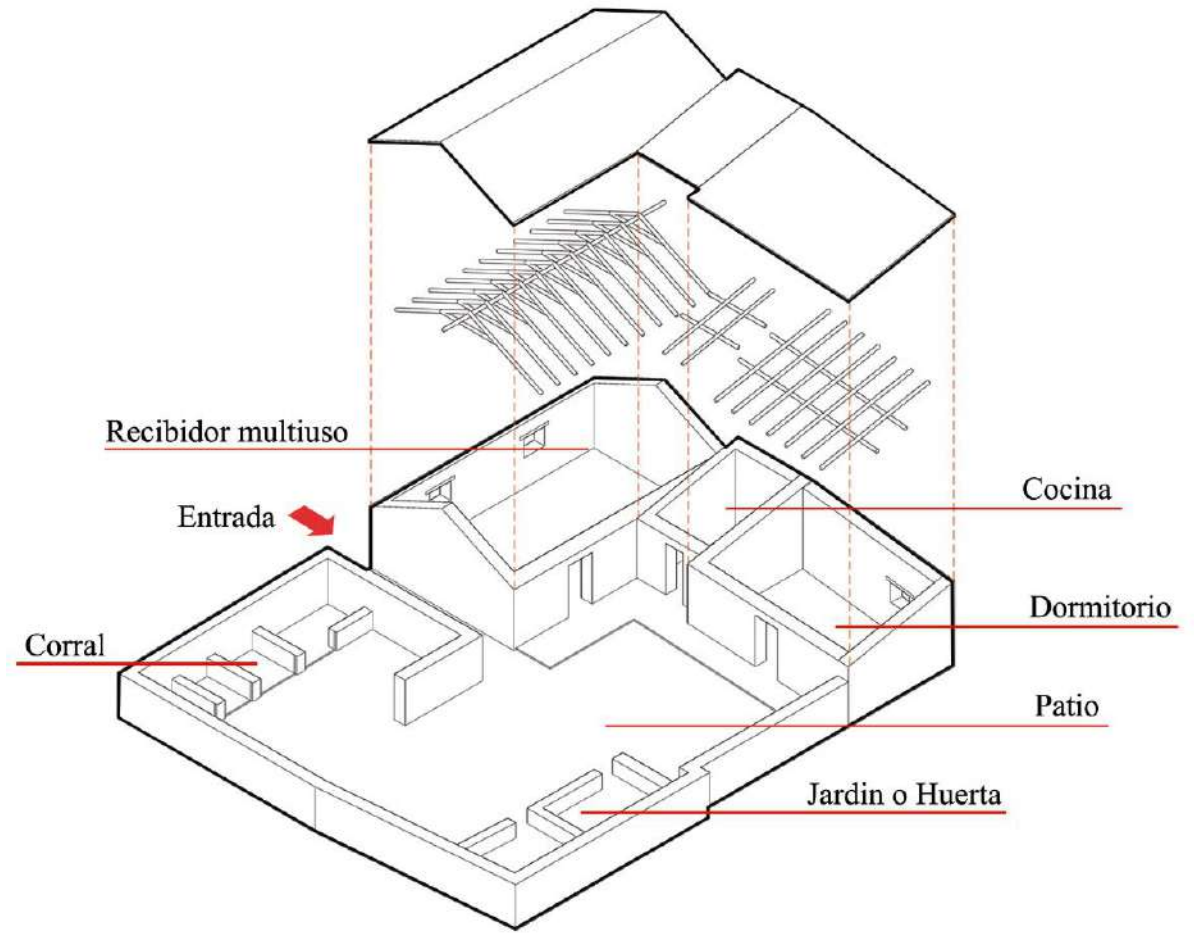 Recibidor multiuso
Entrada
Cocina
Dormitorio
Corral
Patio
Jardin o Huerta